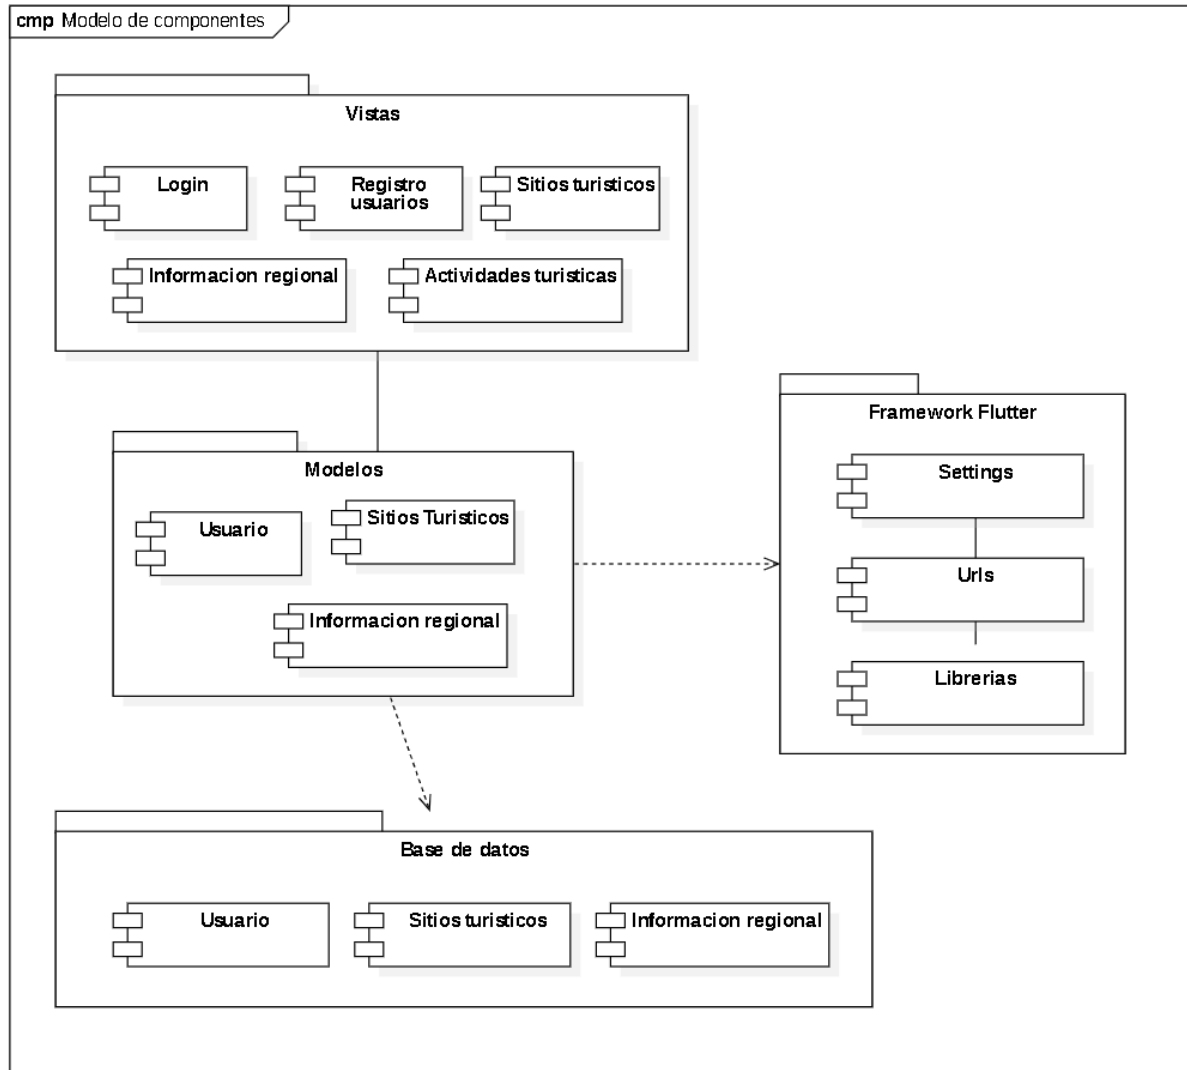 cmp Modelo de componentes
Vistas
Login
Registro
usuarios
Sitios turisticos
Informacion regional
Actividades turisticas
Modelos
Usuario
Sitios Turisticos
Informacion regional
Framework Flutter
Settings
Urls
Librerias
Base de datos
Usuario
Sitios turisticos
Informacion regional